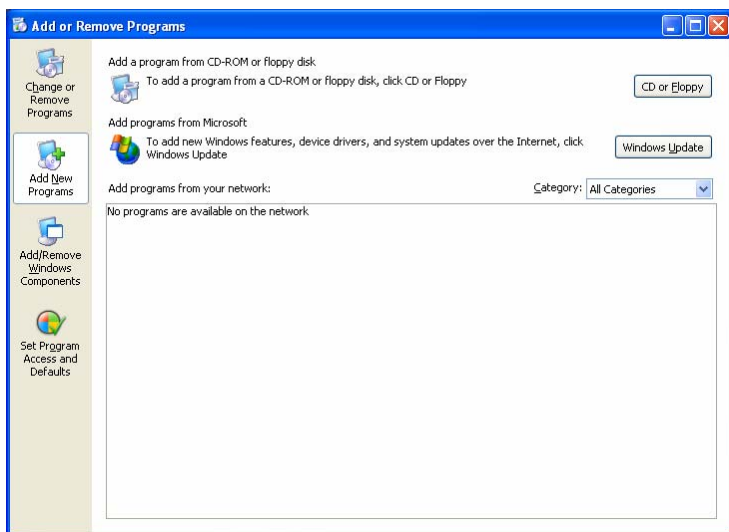 Add or Remove Programs
Change or
Remove
Programs
Add New
Programs
Add/Remove
Windows
Components
Set Program
Access and
Defaults
Add a program from CD-ROM or floppy disk
To add a program from a CD-ROM or floppy disk, click CD or Floppy
CD or Floppy
Add programs from Microsoft
To add new Windows features, device drivers, and system updates over the Internet, click
Windows Update
Windows Update
Add programs from your network:
Category: All Categories
No programs are available on the network